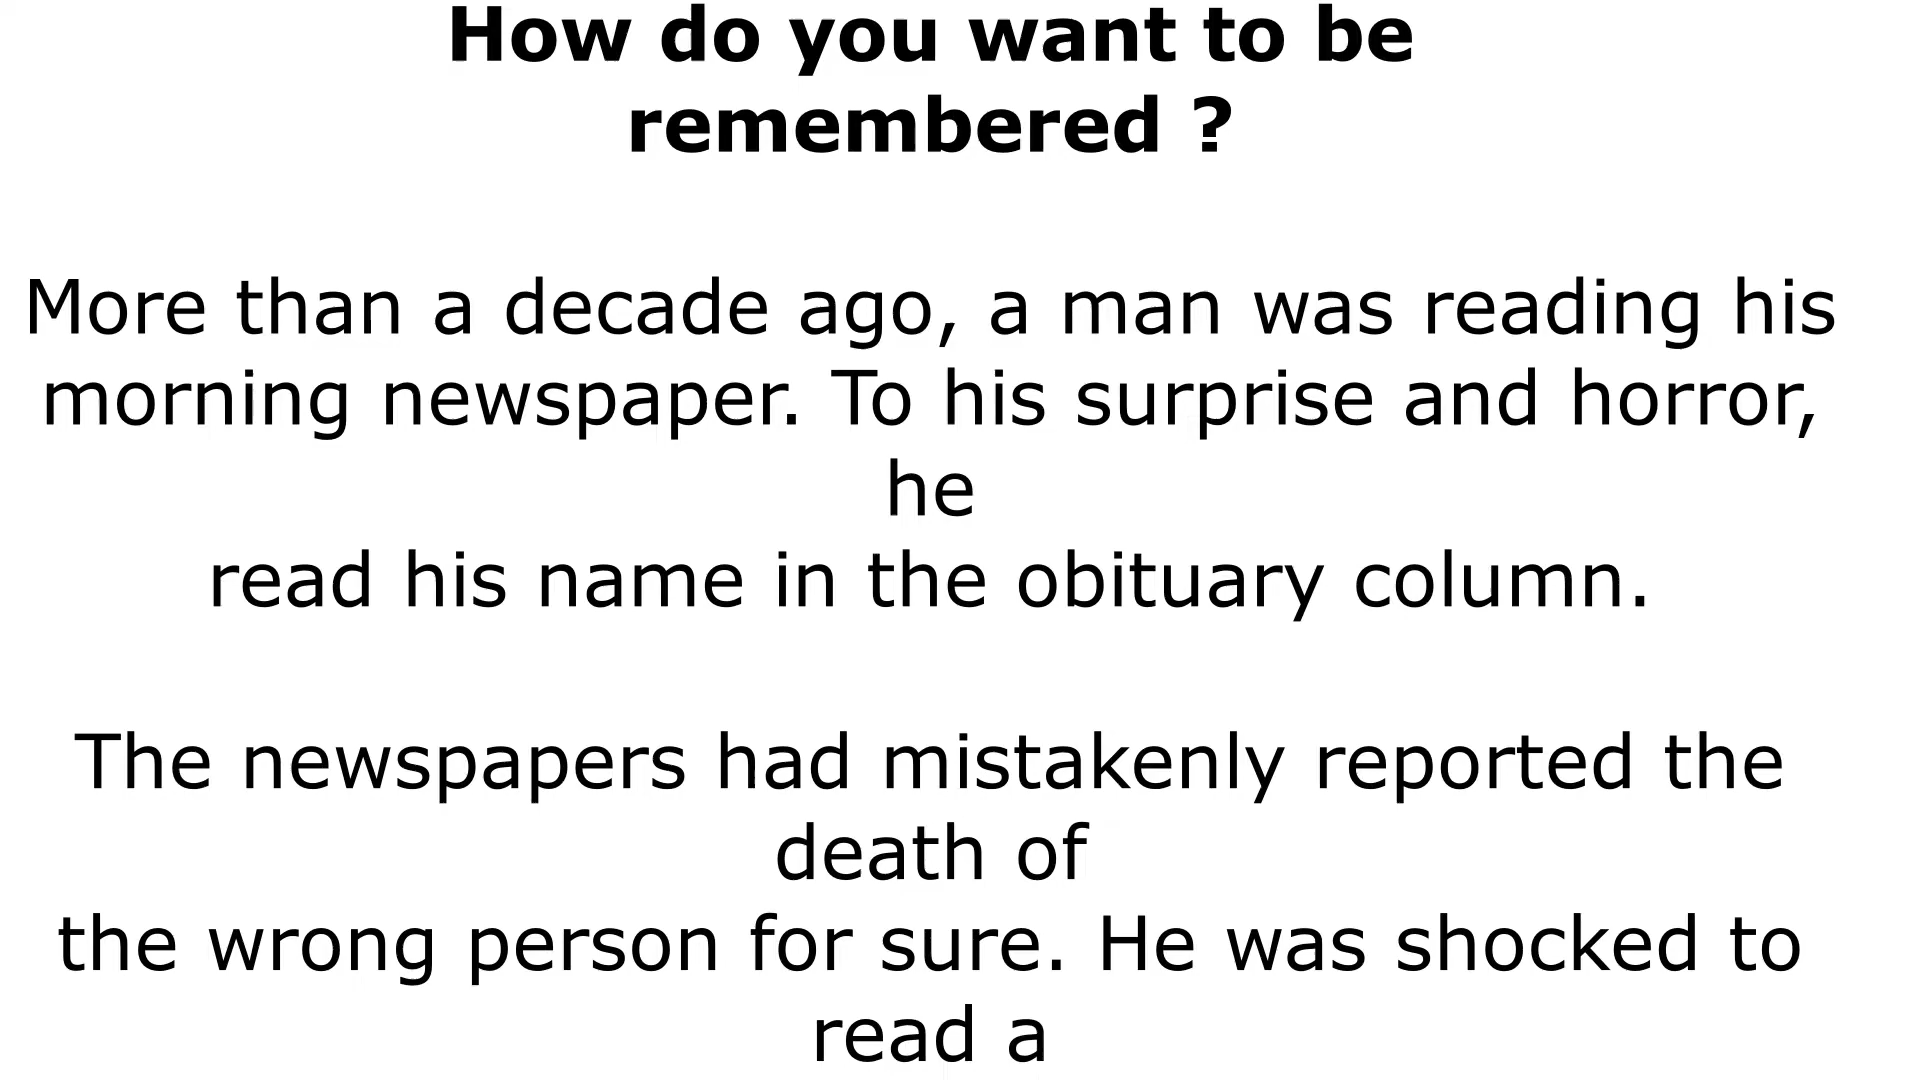 How do you want to be
remembered ?
More than a decade ago, a man was reading his
morning newspaper. To his surprise and horror,
he
read his name in the obituary column.
The newspapers had mistakenly reported the
death of
the wrong person for sure. He was shocked to
read a